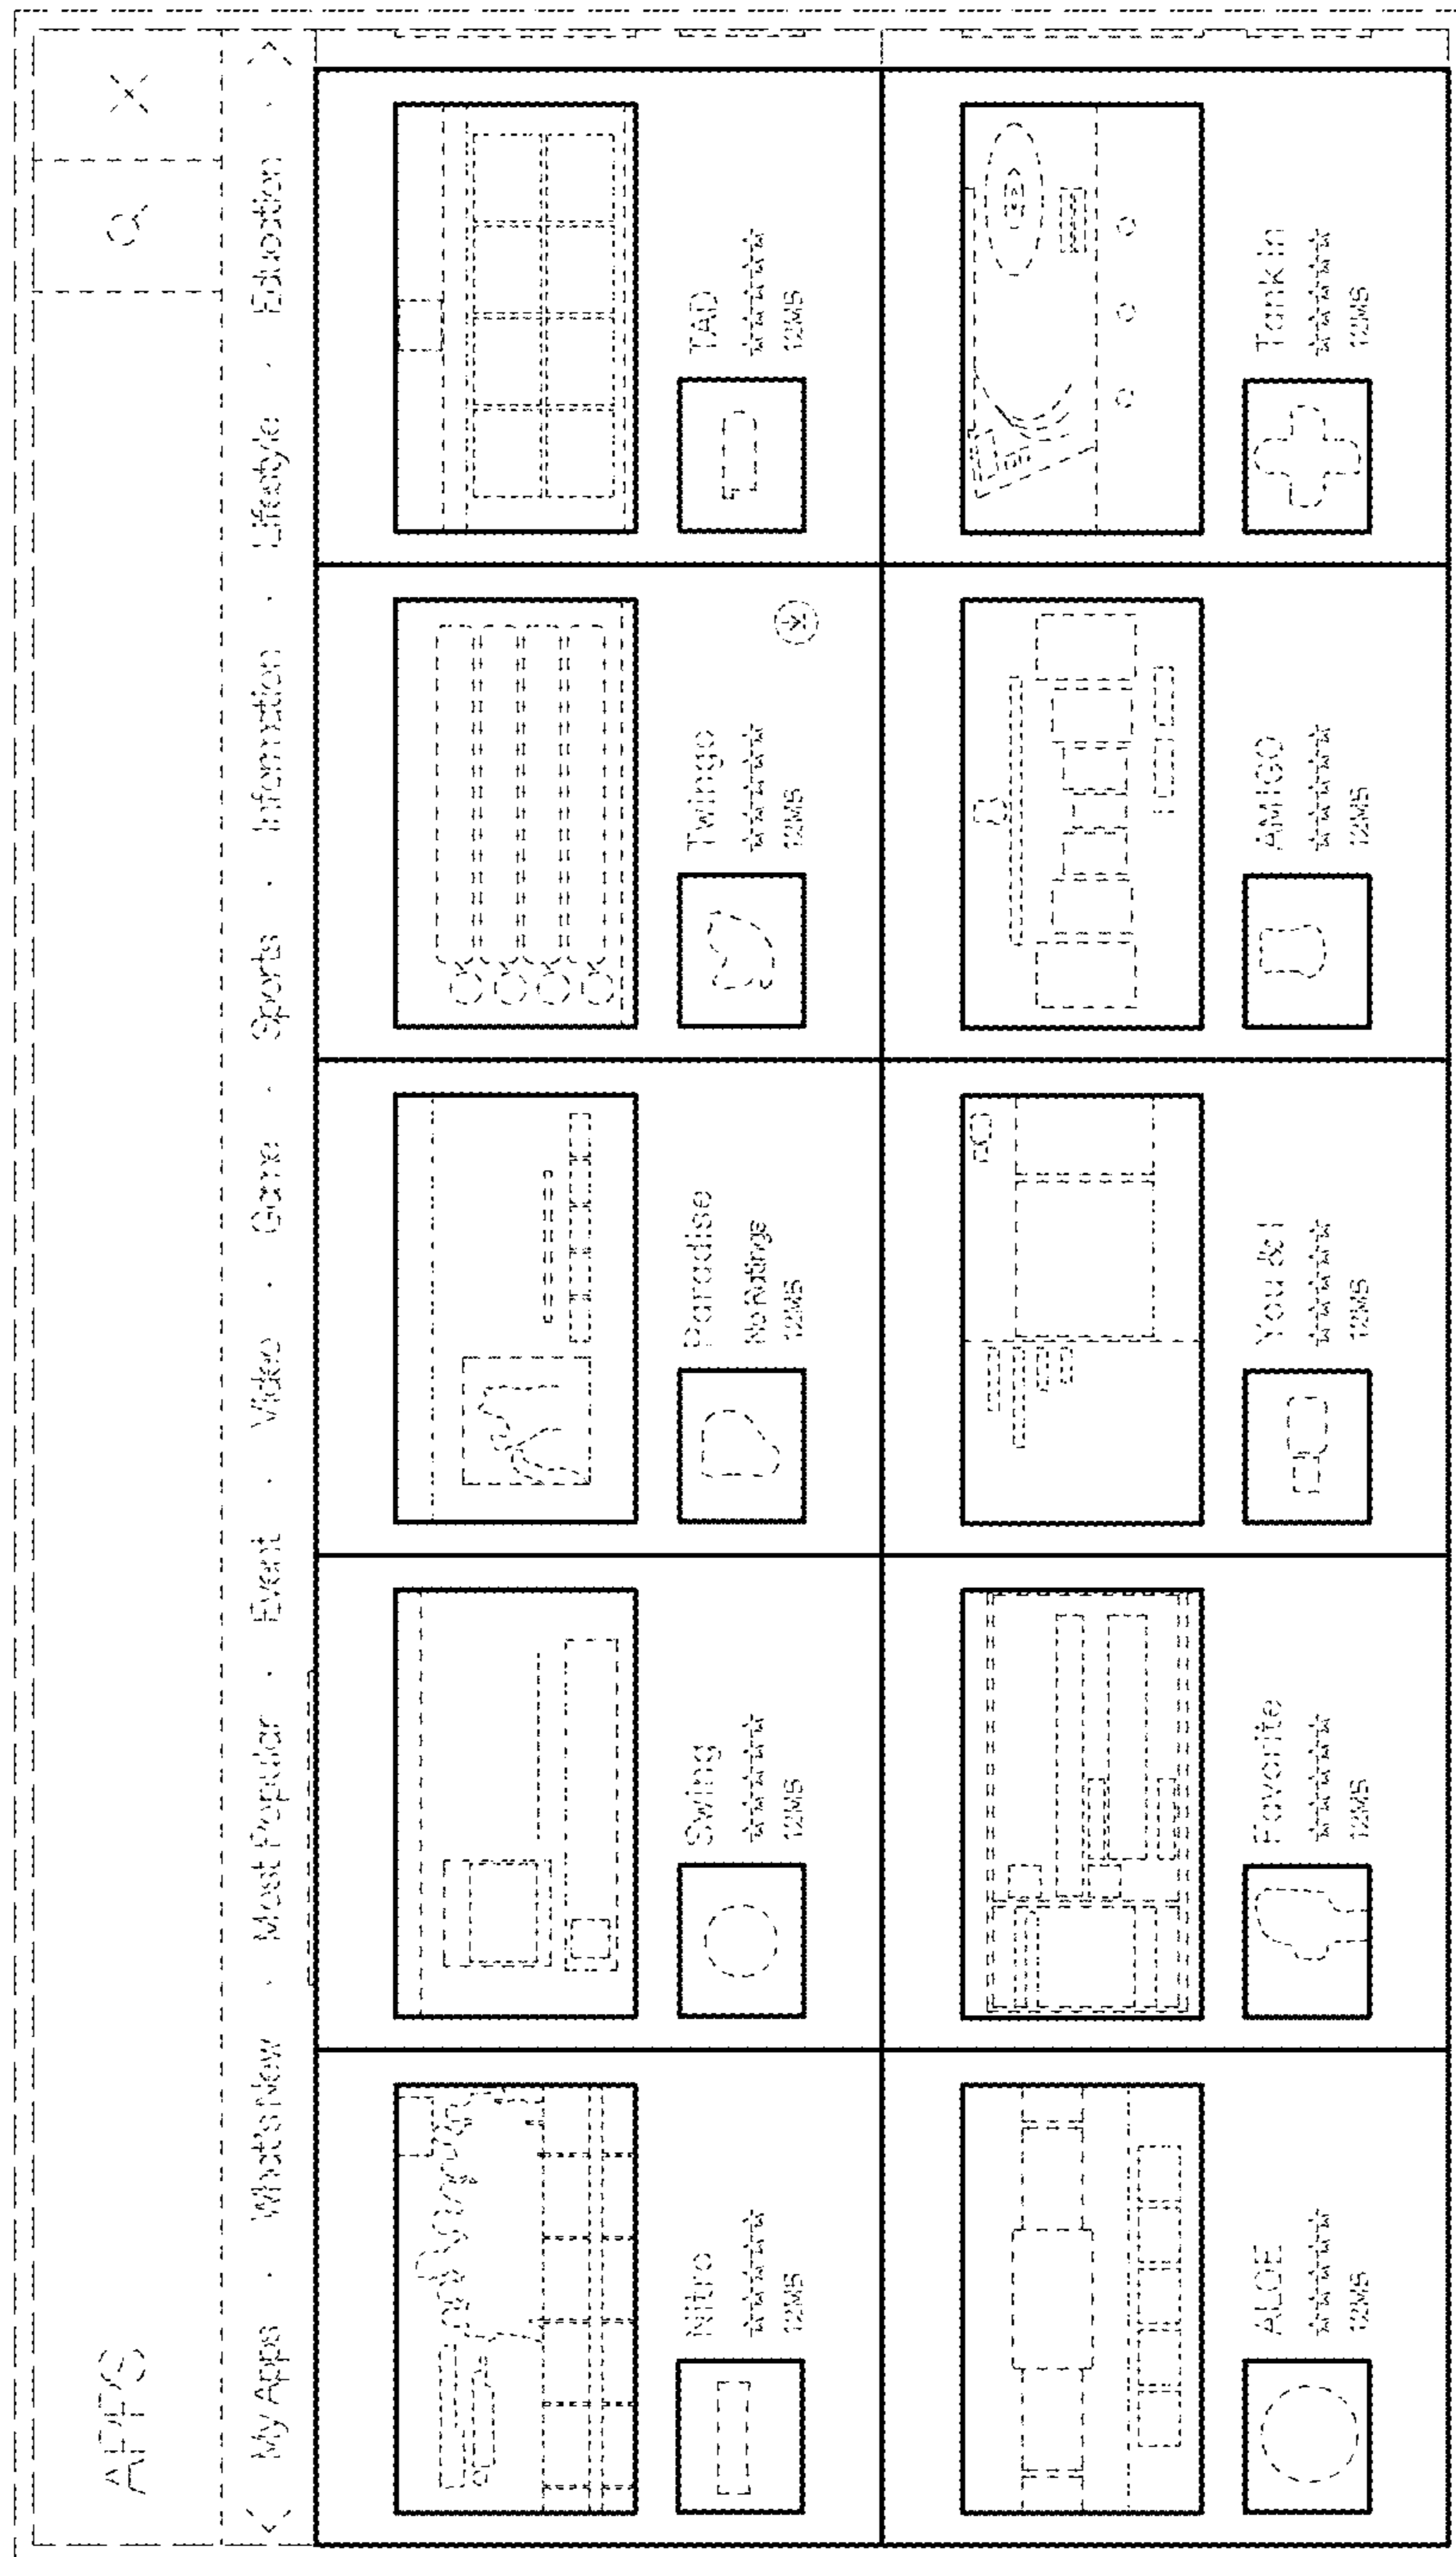 APPS
My Apps · What's New · Most Popular · Event · Video · Game · Sports · Information · Lifestyle · Education
Nitro
12MB
Swing
12MB
Paradise
No Ratings
12MB
Twingo
12MB
TAD
12MB
ALOE
12MB
Favorite
12MB
You & I
12MB
AMIGO
12MB
Tank In
12MB